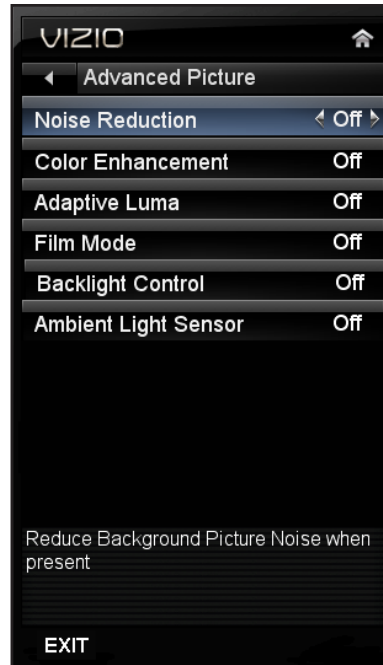 VIZIO
Advanced Picture
Noise Reduction Off
Color Enhancement Off
Adaptive Luma Off
Film Mode Off
Backlight Control Off
Ambient Light Sensor Off
Reduce Background Picture Noise when
present
EXIT